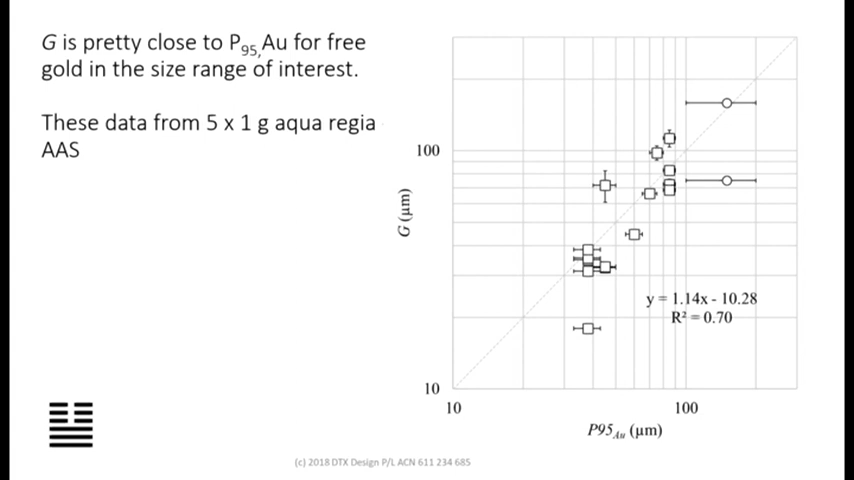 G is pretty close to P95,Au for free
gold in the size range of interest.
These data from 5 x 1 g aqua regia
AAS
100
G (µm)
y = 1.14x - 10.28
R² = 0.70
10
10
100
P95Au (µm)
(c) 2018 DTX Design P/L ACN 611 234 685